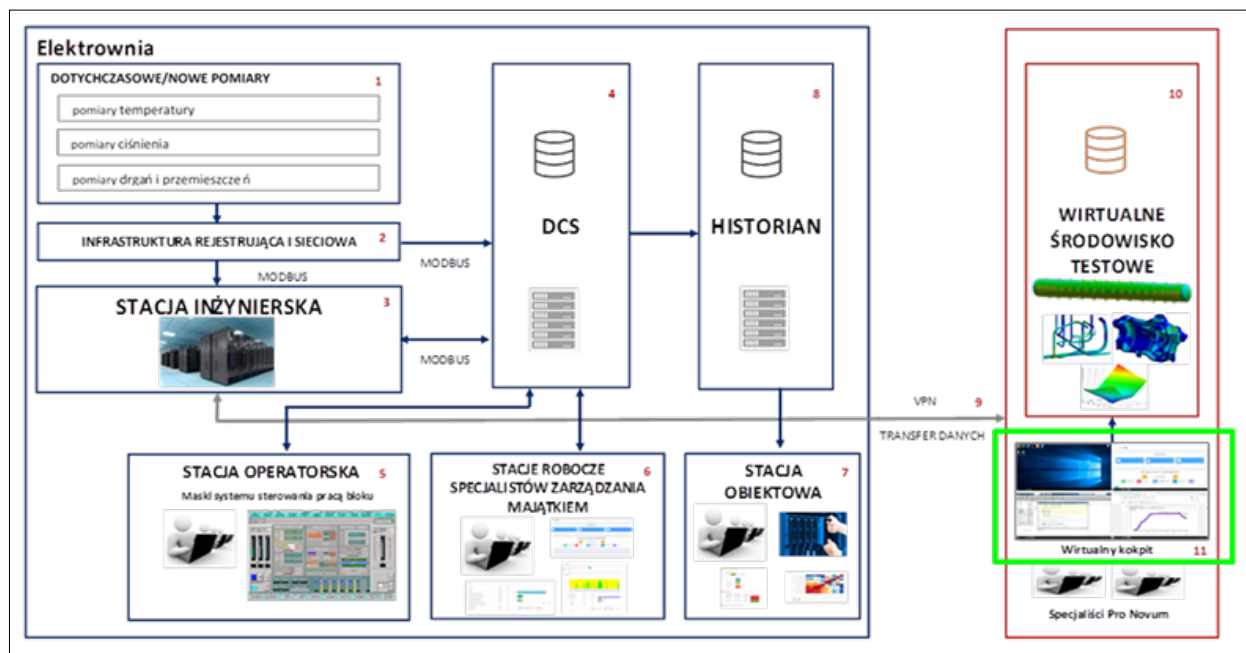 Elektrownia
DOTYCHCZASOWE/NOWE POMIARY
1
pomiary temperatury
pomiary ciśnienia
pomiary drgań i przemieszczeń
INFRASTRUKTURA REJESTRUJĄCA I SIECIOWA
2
MODBUS
MODBUS
STACJA INŻYNIERSKA
3
MODBUS
4
DCS
8
HISTORIAN
VPN
9
TRANSFER DANYCH
STACJA OPERATORSKA
5
Maski systemu sterowania pracą bloku
STACJE ROBOCZE
6
SPECJALISTÓW ZARZĄDZANIA
MAJĄTKIEM
STACJA
7
OBIEKTOWA
10
WIRTUALNE
ŚRODOWISKO
TESTOWE
Wirtualny kokpit
11
Specjaliści Pro Novum